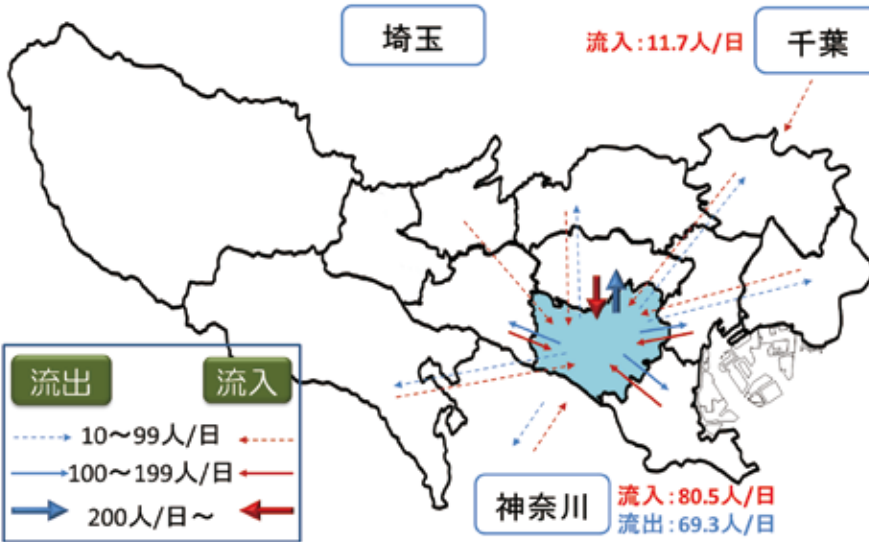 埼玉
流入:11.7人/日
千葉
流出
流入
10～99人/日
100～199人/日
200人/日～
神奈川
流入:80.5人/日
流出:69.3人/日